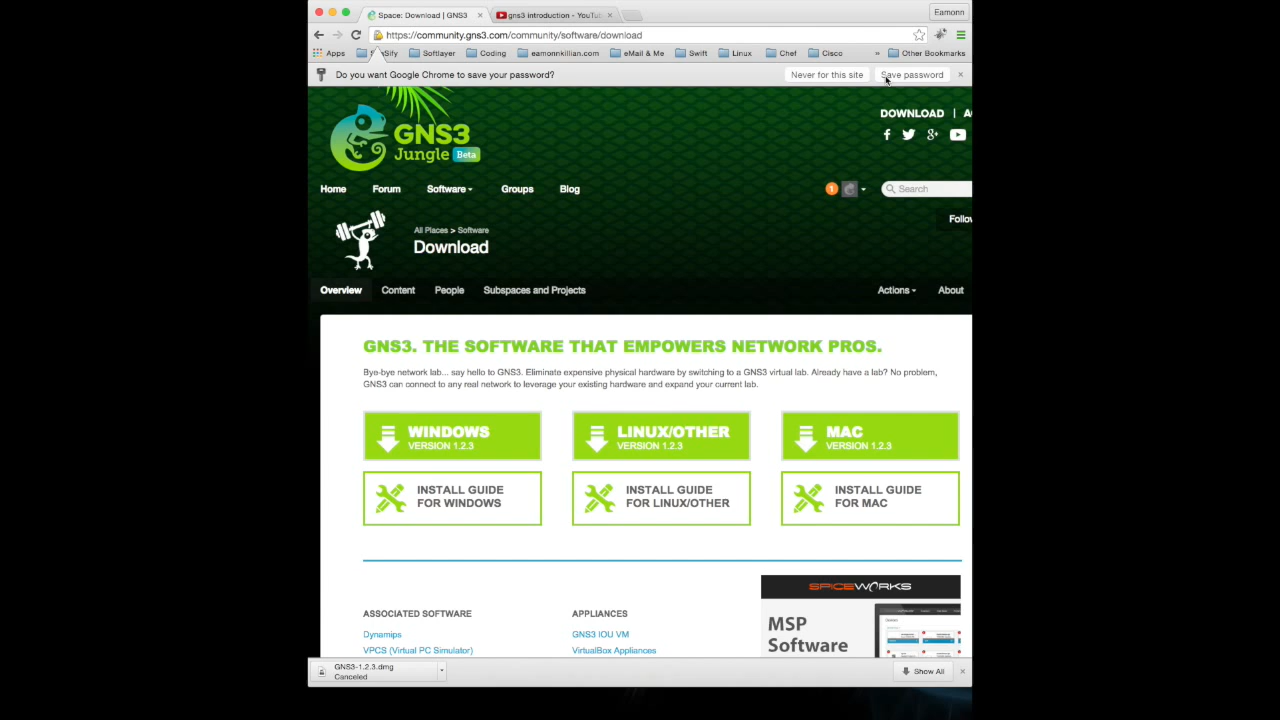 Space: Download | GNS3
gns3 introduction - YouTu
Eamonn
https://community.gns3.com/community/software/download
Apps
Softlayer
Coding
eamonnkillian.com
eMail & Me
Swift
Linux
Chef
Cisco
»
Other Bookmarks
Do you want Google Chrome to save your password?
Never for this site
Save password
DOWNLOAD |
GNS3
Jungle Beta
Home
Forum
Software
Groups
Blog
1
Search
All Places > Software
Download
Follow
Overview
Content
People
Subspaces and Projects
Actions
About
GNS3. THE SOFTWARE THAT EMPOWERS NETWORK PROS.
Bye-bye network lab... say hello to GNS3. Eliminate expensive physical hardware by switching to a GNS3 virtual lab. Already have a lab? No problem,
GNS3 can connect to any real network to leverage your existing hardware and expand your current lab.
WINDOWS
VERSION 1.2.3
LINUX/OTHER
VERSION 1.2.3
MAC
VERSION 1.2.3
INSTALL GUIDE
FOR WINDOWS
INSTALL GUIDE
FOR LINUX/OTHER
INSTALL GUIDE
FOR MAC
SPICEWORKS
ASSOCIATED SOFTWARE
Dynamips
VPCS (Virtual PC Simulator)
APPLIANCES
GNS3 IOU VM
VirtualBox Appliances
MSP
Software
GNS3-1.2.3.dmg
Canceled
Show All